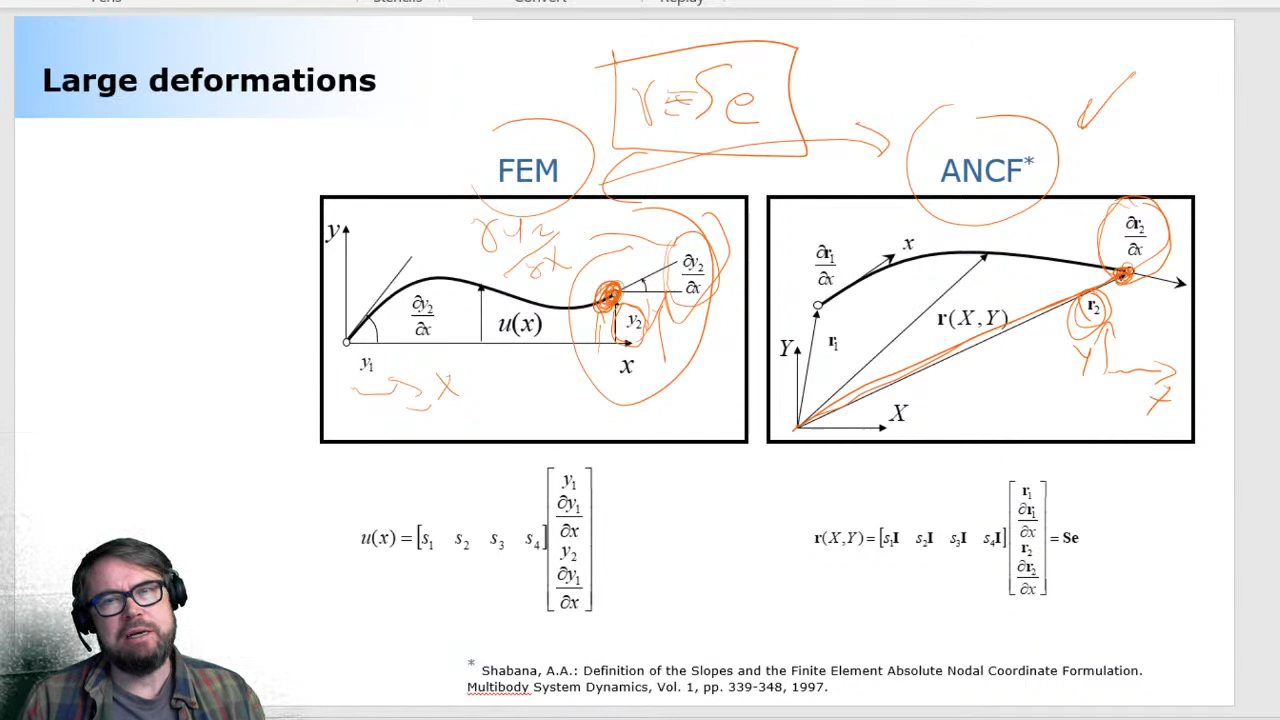 Large deformations
r = Se
FEM
ANCF*
y
∂y₂/∂x
u(x)
∂y₂/∂x
y₂
y₁
x
x
∂r₁/∂x
x
∂r₂/∂x
r₂
r(X,Y)
r₁
Y
X
Y
u(x) = [s₁ s₂ s₃ s₄] [y₁ ∂y₁/∂x y₂ ∂y₁/∂x]
r(X,Y) = [s₁I s₂I s₃I s₄I] [r₁ ∂r₁/∂x r₂ ∂r₂/∂x] = Se
* Shabana, A.A.: Definition of the Slopes and the Finite Element Absolute Nodal Coordinate Formulation.
Multibody System Dynamics, Vol. 1, pp. 339-348, 1997.